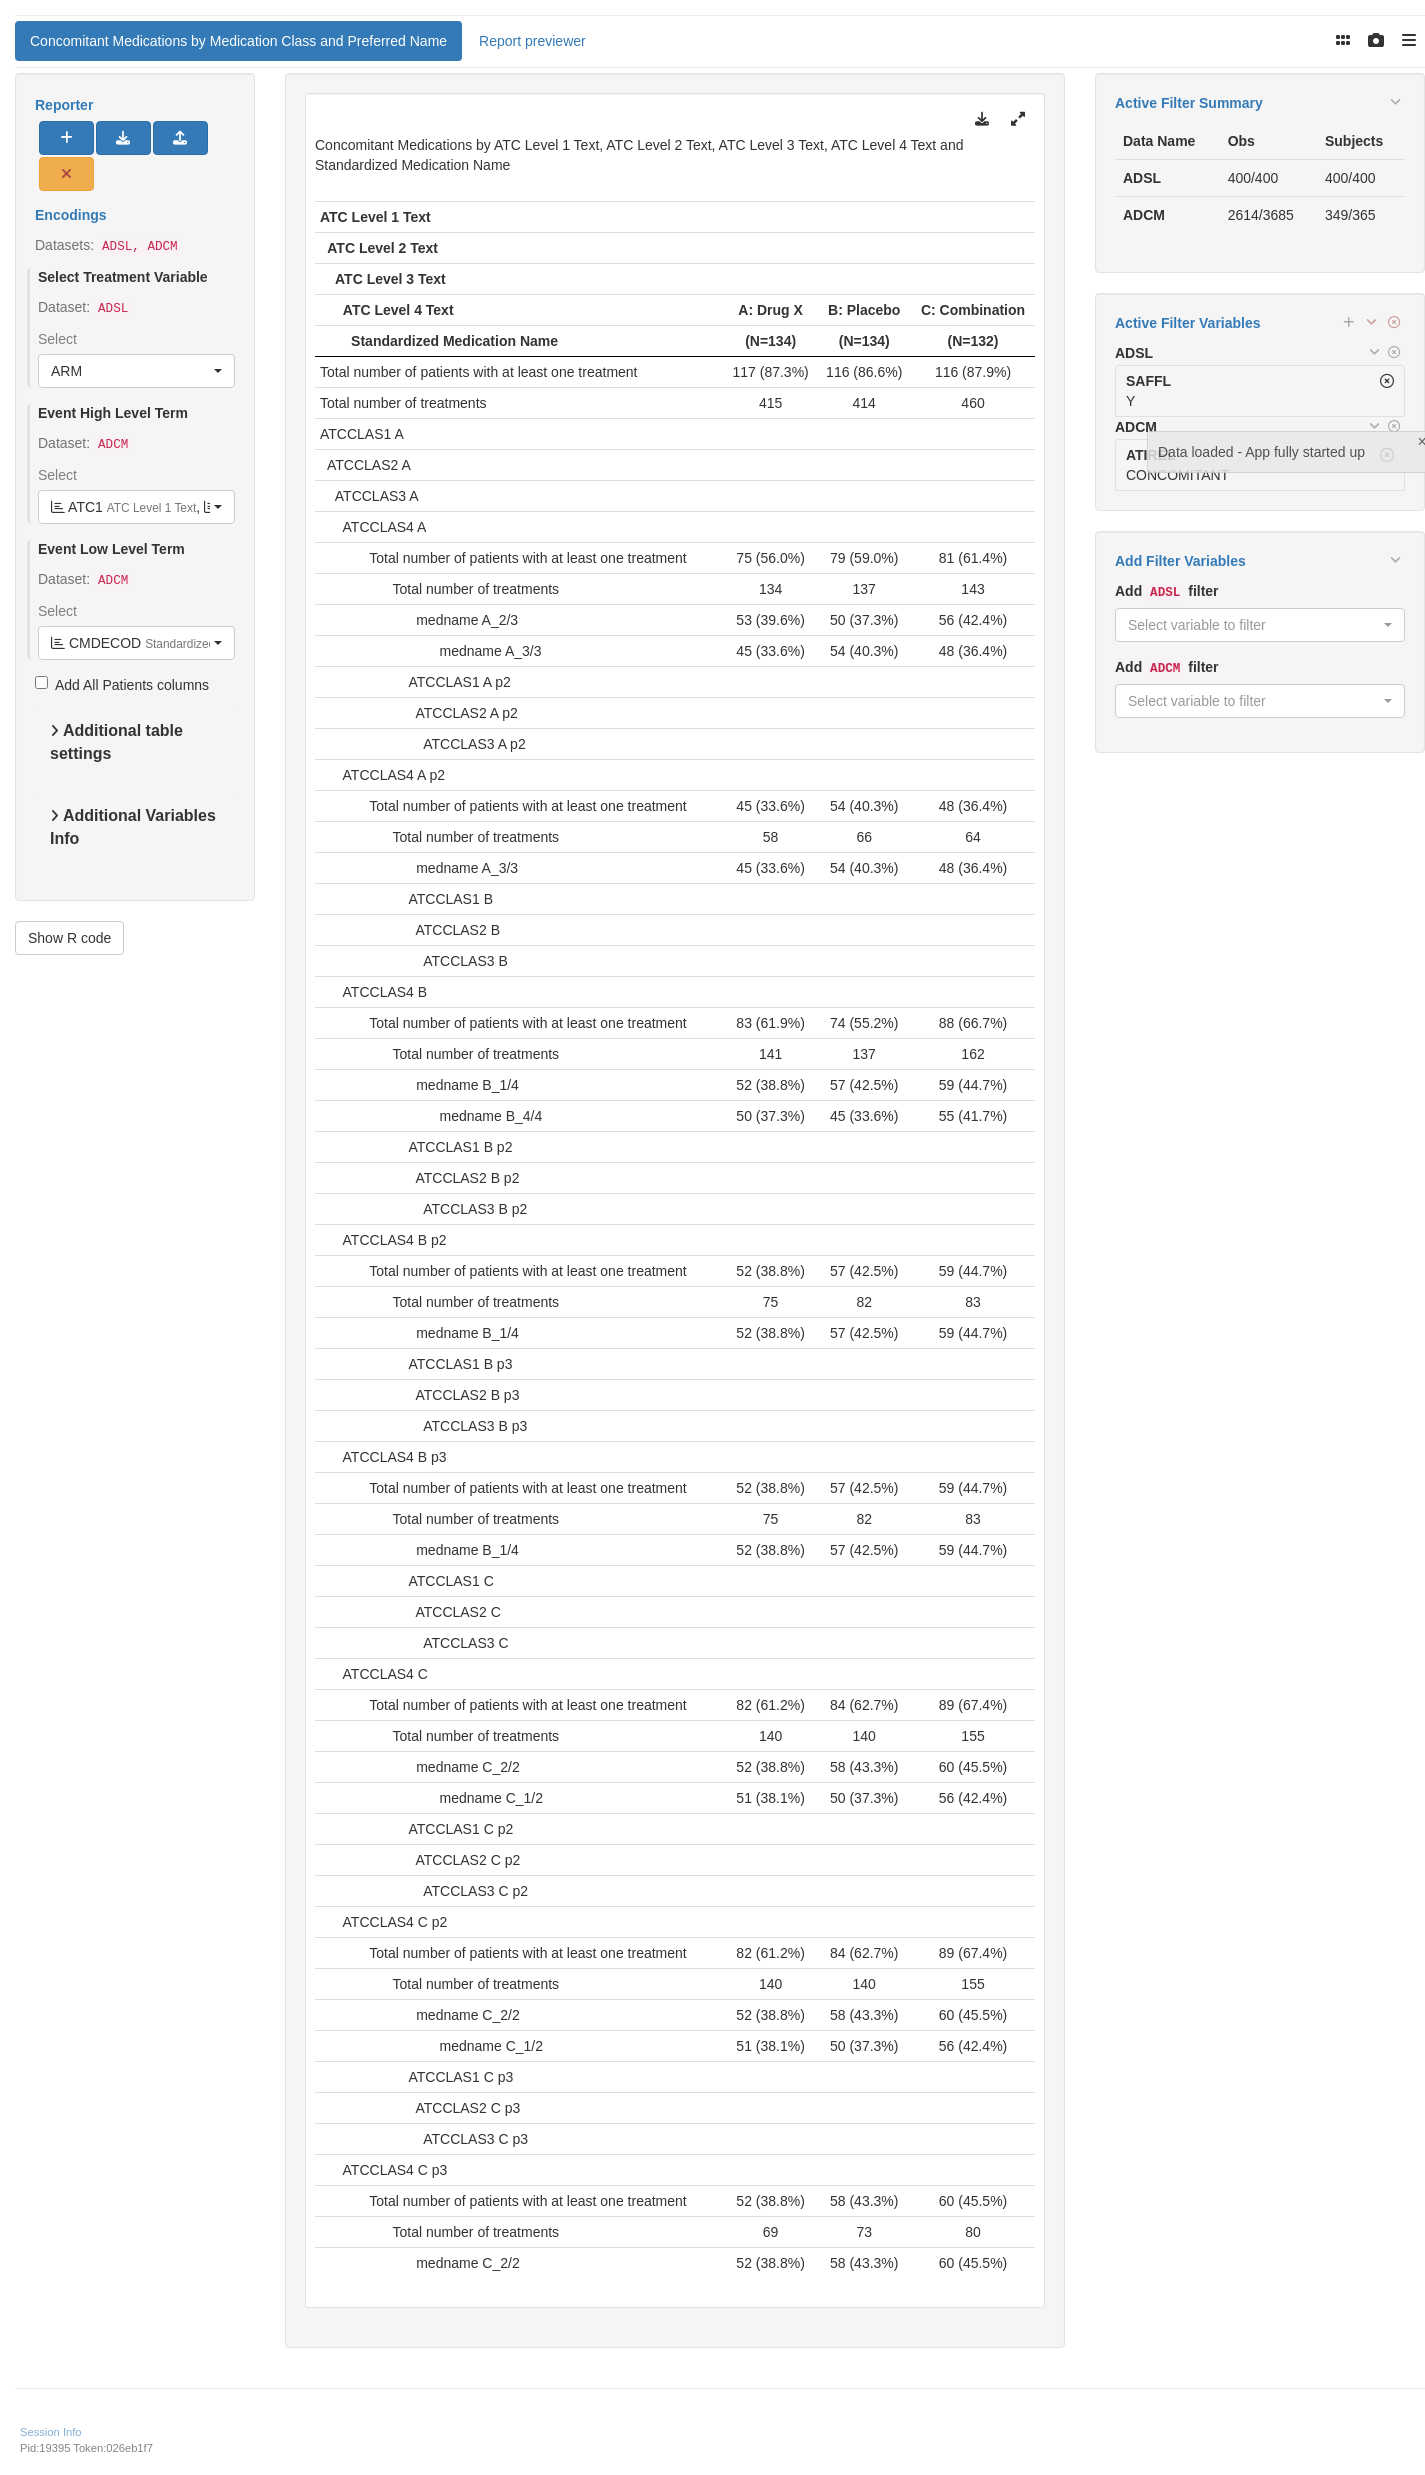 Concomitant Medications by Medication Class and Preferred Name Report previewer
Reporter
Encodings
Datasets: ADSL, ADCM
Select Treatment Variable
Dataset: ADSL
Select
ARM
Event High Level Term
Dataset: ADCM
Select
ATC1 ATC Level 1 Text,
Event Low Level Term
Dataset: ADCM
Select
CMDECOD Standardized
Add All Patients columns
Additional table
settings
Additional Variables
Info
Show R code
Concomitant Medications by ATC Level 1 Text, ATC Level 2 Text, ATC Level 3 Text, ATC Level 4 Text and
Standardized Medication Name
ATC Level 1 Text
ATC Level 2 Text
ATC Level 3 Text
ATC Level 4 Text A: Drug X B: Placebo C: Combination
Standardized Medication Name (N=134) (N=134) (N=132)
Total number of patients with at least one treatment 117 (87.3%) 116 (86.6%) 116 (87.9%)
Total number of treatments 415 414 460
ATCCLAS1 A
ATCCLAS2 A
ATCCLAS3 A
ATCCLAS4 A
Total number of patients with at least one treatment 75 (56.0%) 79 (59.0%) 81 (61.4%)
Total number of treatments 134 137 143
medname A_2/3 53 (39.6%) 50 (37.3%) 56 (42.4%)
medname A_3/3 45 (33.6%) 54 (40.3%) 48 (36.4%)
ATCCLAS1 A p2
ATCCLAS2 A p2
ATCCLAS3 A p2
ATCCLAS4 A p2
Total number of patients with at least one treatment 45 (33.6%) 54 (40.3%) 48 (36.4%)
Total number of treatments 58 66 64
medname A_3/3 45 (33.6%) 54 (40.3%) 48 (36.4%)
ATCCLAS1 B
ATCCLAS2 B
ATCCLAS3 B
ATCCLAS4 B
Total number of patients with at least one treatment 83 (61.9%) 74 (55.2%) 88 (66.7%)
Total number of treatments 141 137 162
medname B_1/4 52 (38.8%) 57 (42.5%) 59 (44.7%)
medname B_4/4 50 (37.3%) 45 (33.6%) 55 (41.7%)
ATCCLAS1 B p2
ATCCLAS2 B p2
ATCCLAS3 B p2
ATCCLAS4 B p2
Total number of patients with at least one treatment 52 (38.8%) 57 (42.5%) 59 (44.7%)
Total number of treatments 75 82 83
medname B_1/4 52 (38.8%) 57 (42.5%) 59 (44.7%)
ATCCLAS1 B p3
ATCCLAS2 B p3
ATCCLAS3 B p3
ATCCLAS4 B p3
Total number of patients with at least one treatment 52 (38.8%) 57 (42.5%) 59 (44.7%)
Total number of treatments 75 82 83
medname B_1/4 52 (38.8%) 57 (42.5%) 59 (44.7%)
ATCCLAS1 C
ATCCLAS2 C
ATCCLAS3 C
ATCCLAS4 C
Total number of patients with at least one treatment 82 (61.2%) 84 (62.7%) 89 (67.4%)
Total number of treatments 140 140 155
medname C_2/2 52 (38.8%) 58 (43.3%) 60 (45.5%)
medname C_1/2 51 (38.1%) 50 (37.3%) 56 (42.4%)
ATCCLAS1 C p2
ATCCLAS2 C p2
ATCCLAS3 C p2
ATCCLAS4 C p2
Total number of patients with at least one treatment 82 (61.2%) 84 (62.7%) 89 (67.4%)
Total number of treatments 140 140 155
medname C_2/2 52 (38.8%) 58 (43.3%) 60 (45.5%)
medname C_1/2 51 (38.1%) 50 (37.3%) 56 (42.4%)
ATCCLAS1 C p3
ATCCLAS2 C p3
ATCCLAS3 C p3
ATCCLAS4 C p3
Total number of patients with at least one treatment 52 (38.8%) 58 (43.3%) 60 (45.5%)
Total number of treatments 69 73 80
medname C_2/2 52 (38.8%) 58 (43.3%) 60 (45.5%)
Active Filter Summary
Data Name Obs Subjects
ADSL 400/400 400/400
ADCM 2614/3685 349/365
Active Filter Variables
ADSL
SAFFL
Y
ADCM
Data loaded - App fully started up
CONCOMITANT
Add Filter Variables
Add ADSL filter
Select variable to filter
Add ADCM filter
Select variable to filter
Session Info
Pid:19395 Token:026eb1f7